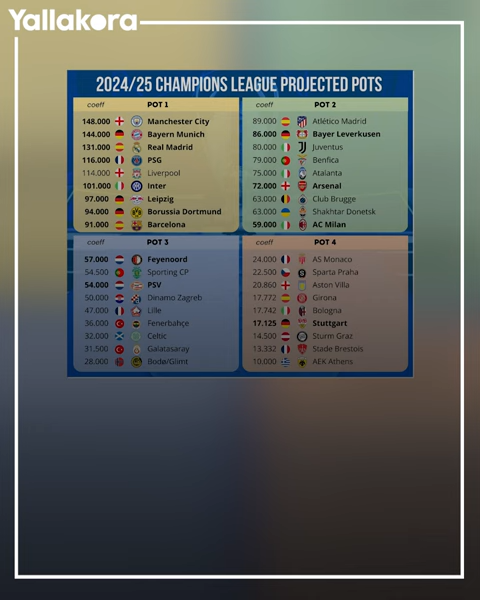 Yallakora
2024/25 CHAMPIONS LEAGUE PROJECTED POTS
coeff POT 1
148.000 Manchester City
144.000 Bayern Munich
131.000 Real Madrid
116.000 PSG
114.000 Liverpool
101.000 Inter
97.000 Leipzig
94.000 Borussia Dortmund
91.000 Barcelona
coeff POT 2
89.000 Atlético Madrid
86.000 Bayer Leverkusen
80.000 Juventus
79.000 Benfica
75.000 Atalanta
72.000 Arsenal
63.000 Club Brugge
63.000 Shakhtar Donetsk
59.000 AC Milan
coeff POT 3
57.000 Feyenoord
54.500 Sporting CP
54.000 PSV
50.000 Dinamo Zagreb
47.000 Lille
36.000 Fenerbahçe
32.000 Celtic
31.500 Galatasaray
28.000 Bodø/Glimt
coeff POT 4
24.000 AS Monaco
22.500 Sparta Praha
20.860 Aston Villa
17.772 Girona
17.742 Bologna
17.125 Stuttgart
14.500 Sturm Graz
13.332 Stade Brestois
10.000 AEK Athens